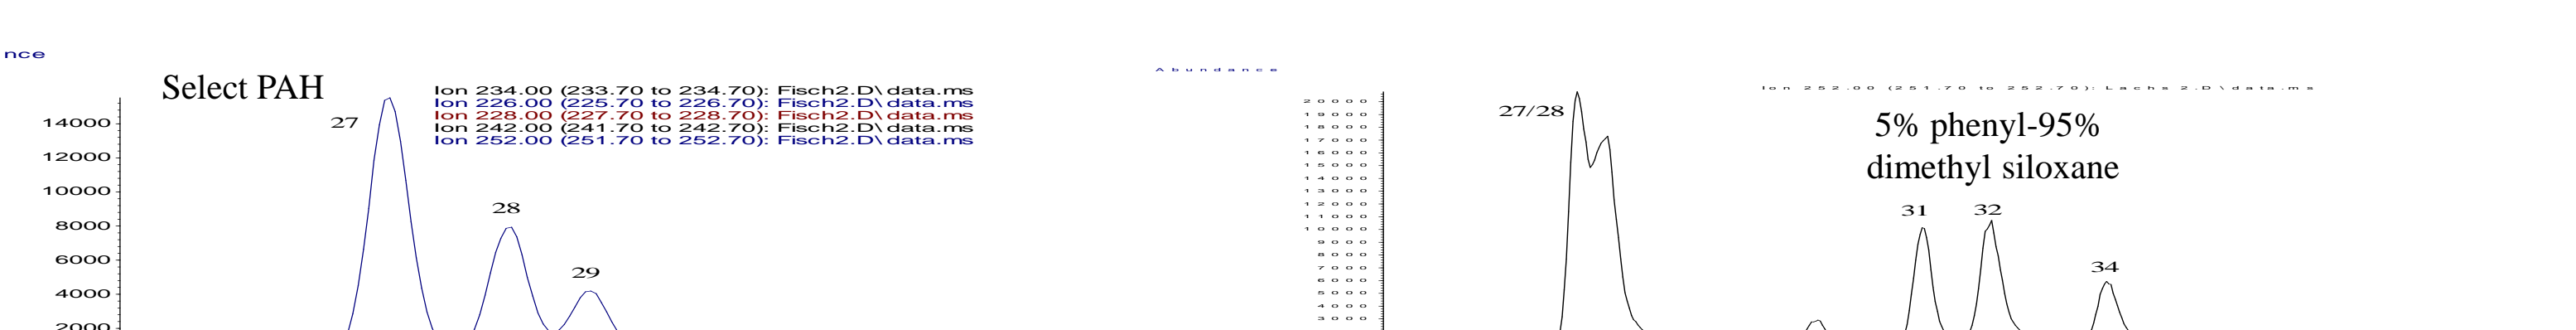 nce
Select PAH
Ion 234.00 (233.70 to 234.70): Fisch2.D\data.ms
Ion 226.00 (225.70 to 226.70): Fisch2.D\data.ms
Ion 228.00 (227.70 to 228.70): Fisch2.D\data.ms
Ion 242.00 (241.70 to 242.70): Fisch2.D\data.ms
Ion 252.00 (251.70 to 252.70): Fisch2.D\data.ms
27
28
29
14000
12000
10000
8000
6000
4000
2000
Abundance
Ion 252.00 (251.70 to 252.70): Lachs2.D\data.ms
5% phenyl-95%
dimethyl siloxane
27/28
31
32
34
20000
19000
18000
17000
16000
15000
14000
13000
12000
11000
10000
9000
8000
7000
6000
5000
4000
3000